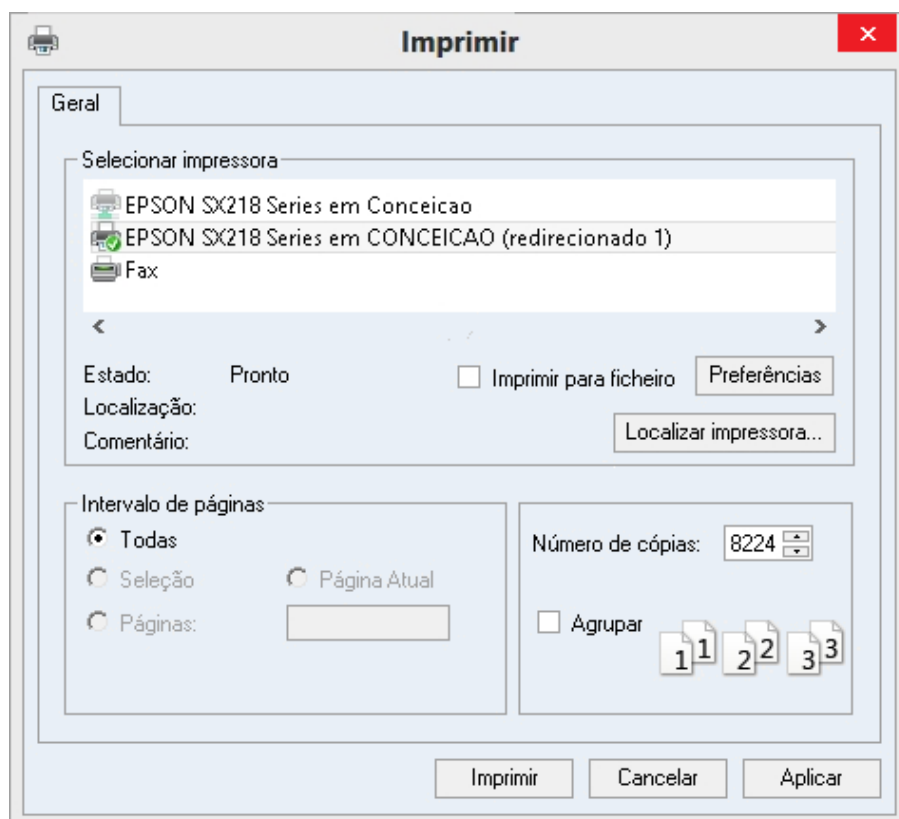 Imprimir
Geral
Selecionar impressora
EPSON SX218 Series em Conceicao
EPSON SX218 Series em CONCEICAO (redirecionado 1)
Fax
Estado: Pronto
Imprimir para ficheiro
Preferências
Localização:
Comentário:
Localizar impressora...
Intervalo de páginas
Todas
Seleção
Página Atual
Páginas:
Número de cópias: 8224
Agrupar
1 1 2 2 3 3
Imprimir
Cancelar
Aplicar